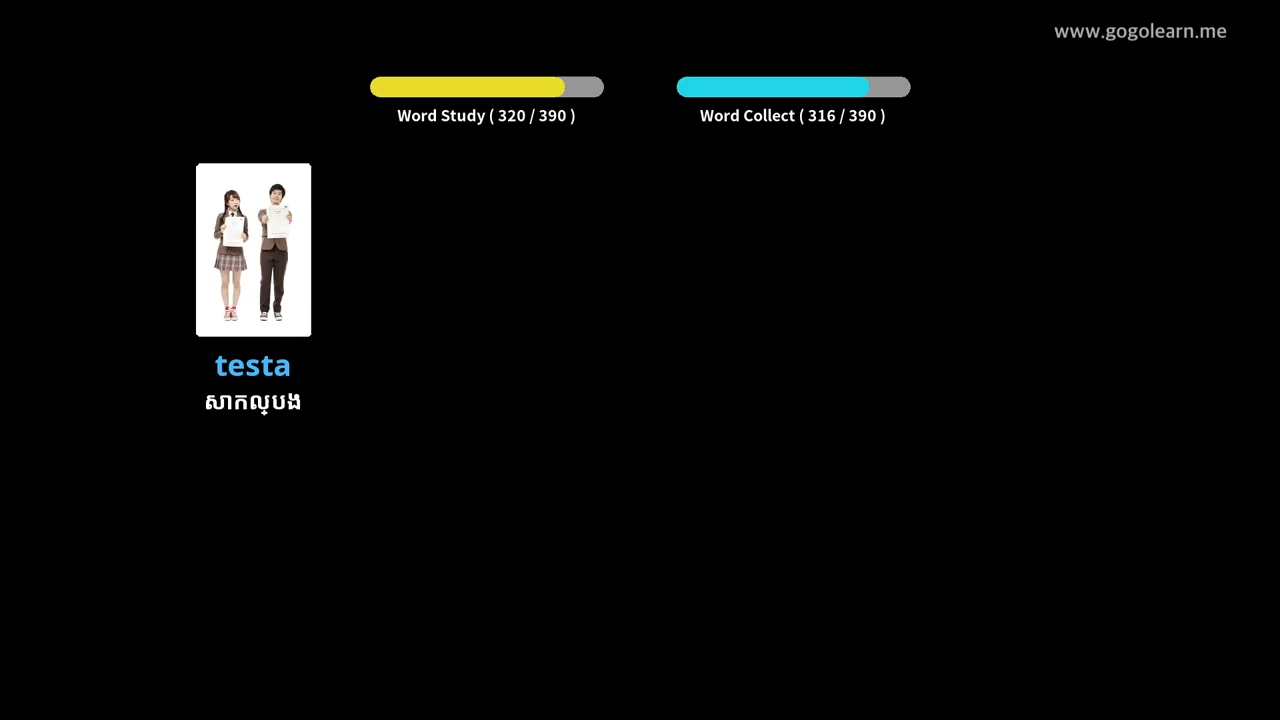 www.gogolearn.me
Word Study ( 320 / 390 )
Word Collect ( 316 / 390 )
testa
សាកល្បង